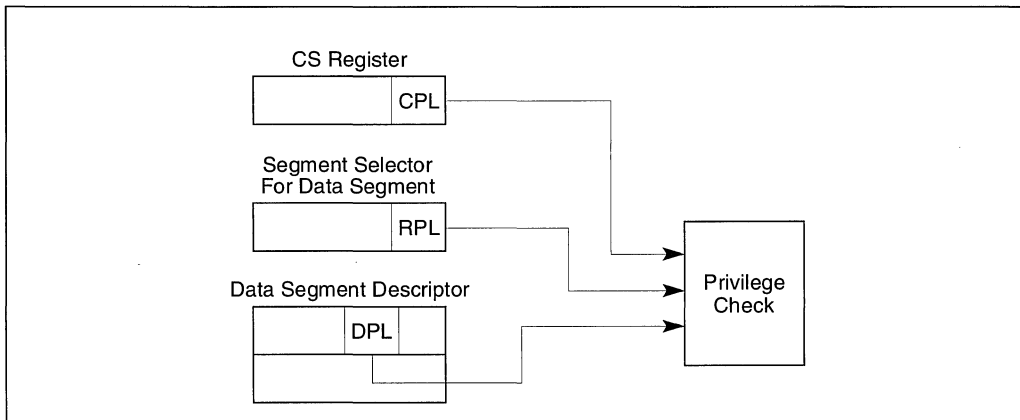 CS Register
CPL
Segment Selector
For Data Segment
RPL
Data Segment Descriptor
DPL
Privilege
Check